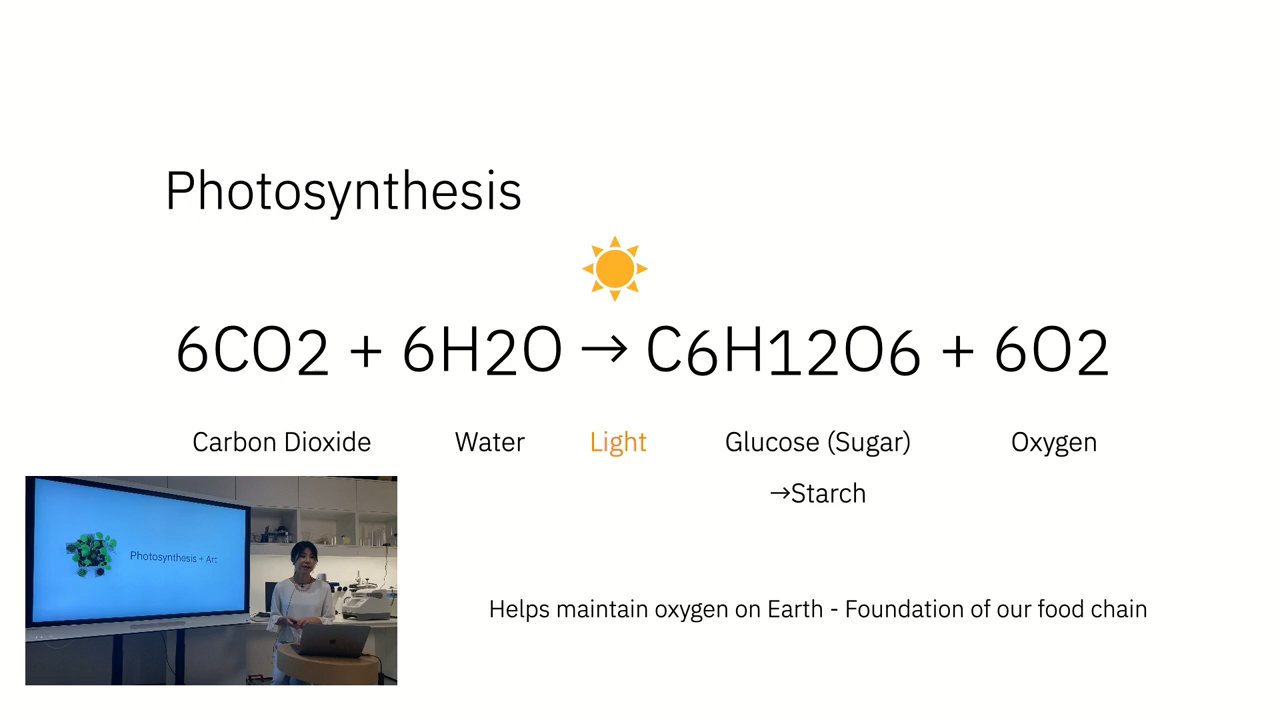 Photosynthesis
6CO2 + 6H2O → C6H12O6 + 6O2
Carbon Dioxide Water Light Glucose (Sugar) Oxygen
→Starch
Photosynthesis + Art
Helps maintain oxygen on Earth - Foundation of our food chain